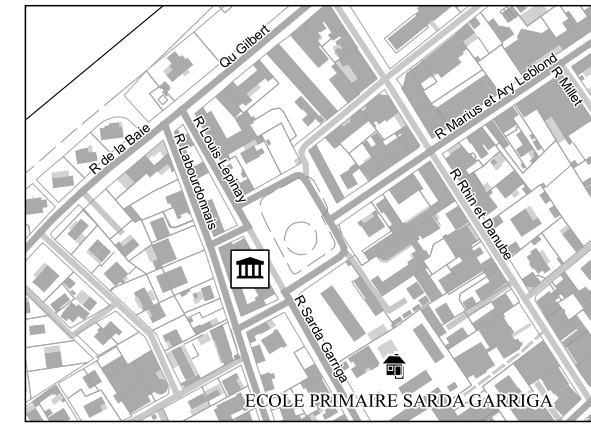 Qu Gilbert
R Marius et Ary Leblond
R Millet
R de la Baie
R Louis Lepinay
R Labourdonnais
R Rhin et Danube
R Sarda Garriga
ECOLE PRIMAIRE SARDA GARRIGA